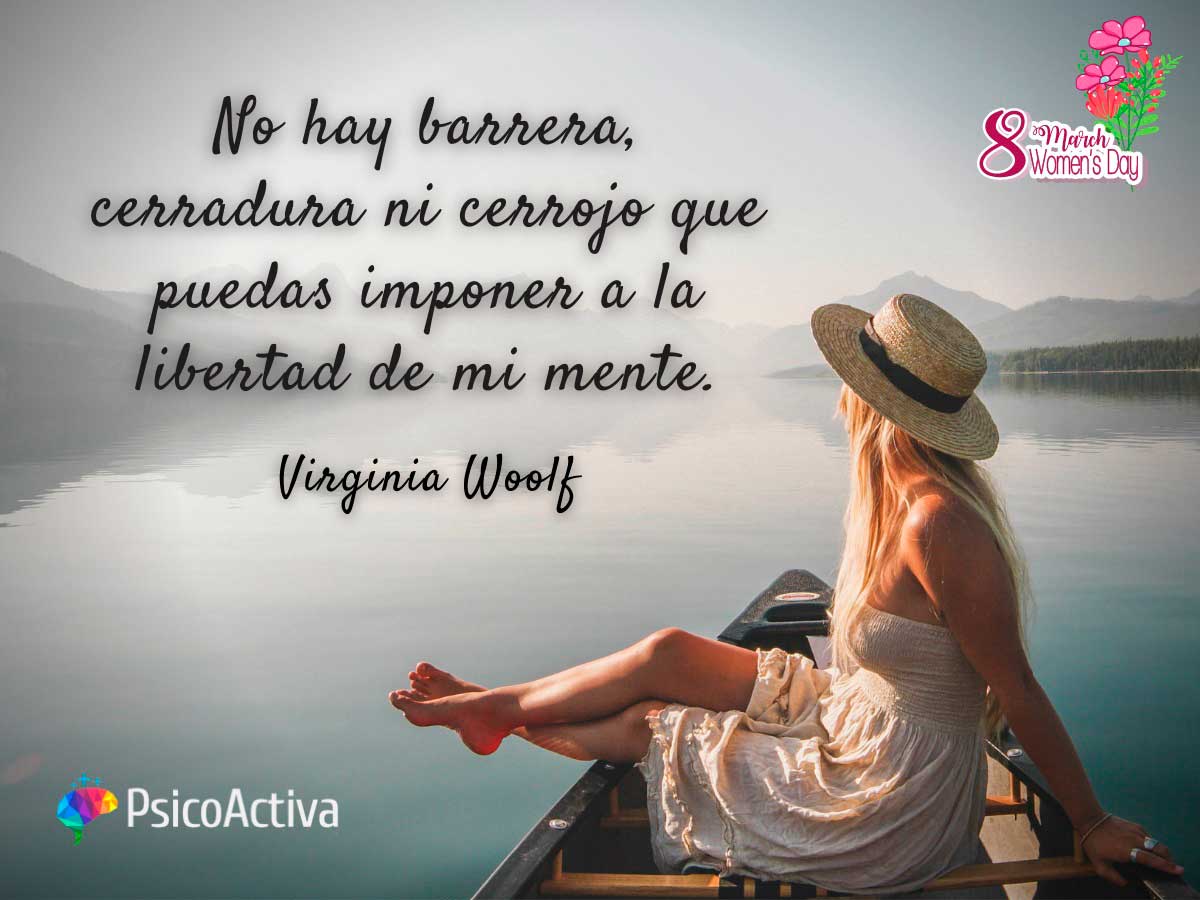 No hay barrera,
cerradura ni cerrojo que
puedas imponer a la
libertad de mi mente.
Virginia Woolf
8 March
Women's Day
PsicoActiva